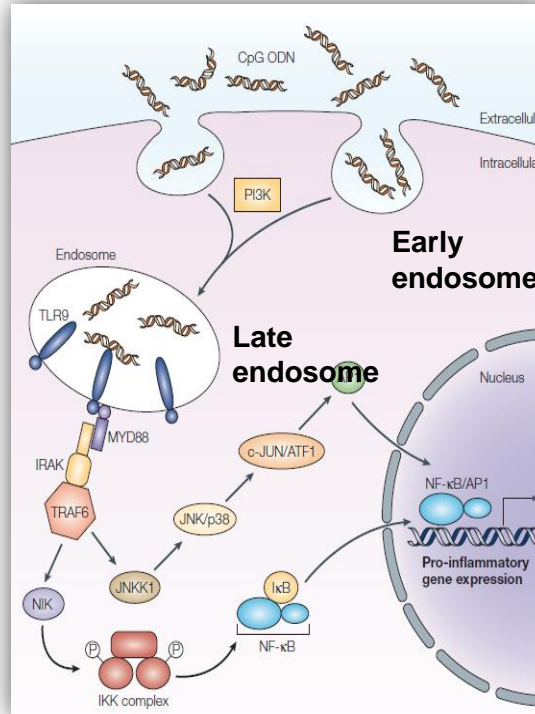 CpG ODN
Extracellul
Intracellula
PI3K
Early
endosome
Endosome
TLR9
Late
endosome
Nucleus
MYD88
c-JUN/ATF1
IRAK
NF-κB/AP1
TRAF6
JNK/p38
Pro-inflammatory
gene expression
JNKK1
IκB
NIK
NF-κB
P
P
IKK complex